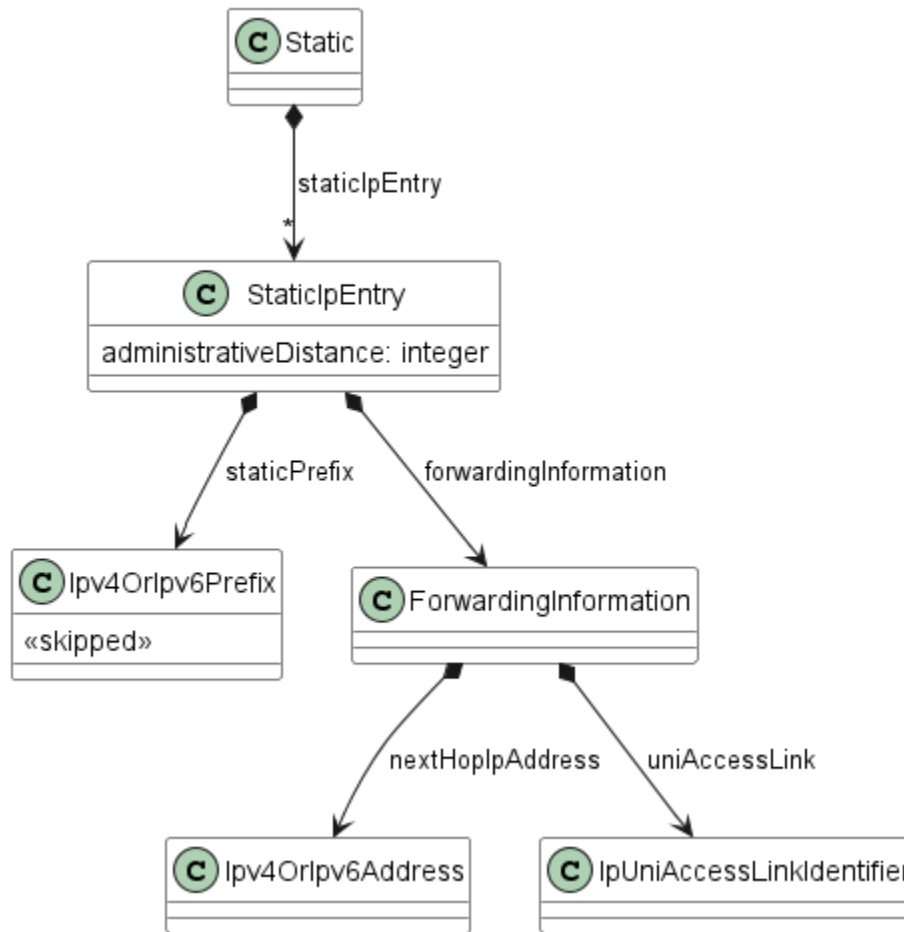 C Static
staticIpEntry
*
C StaticIpEntry
administrativeDistance: integer
staticPrefix
forwardingInformation
C Ipv4OrIpv6Prefix
«skipped»
C ForwardingInformation
nextHopIpAddress
uniAccessLink
C Ipv4OrIpv6Address
C IpUniAccessLinkIdentifier